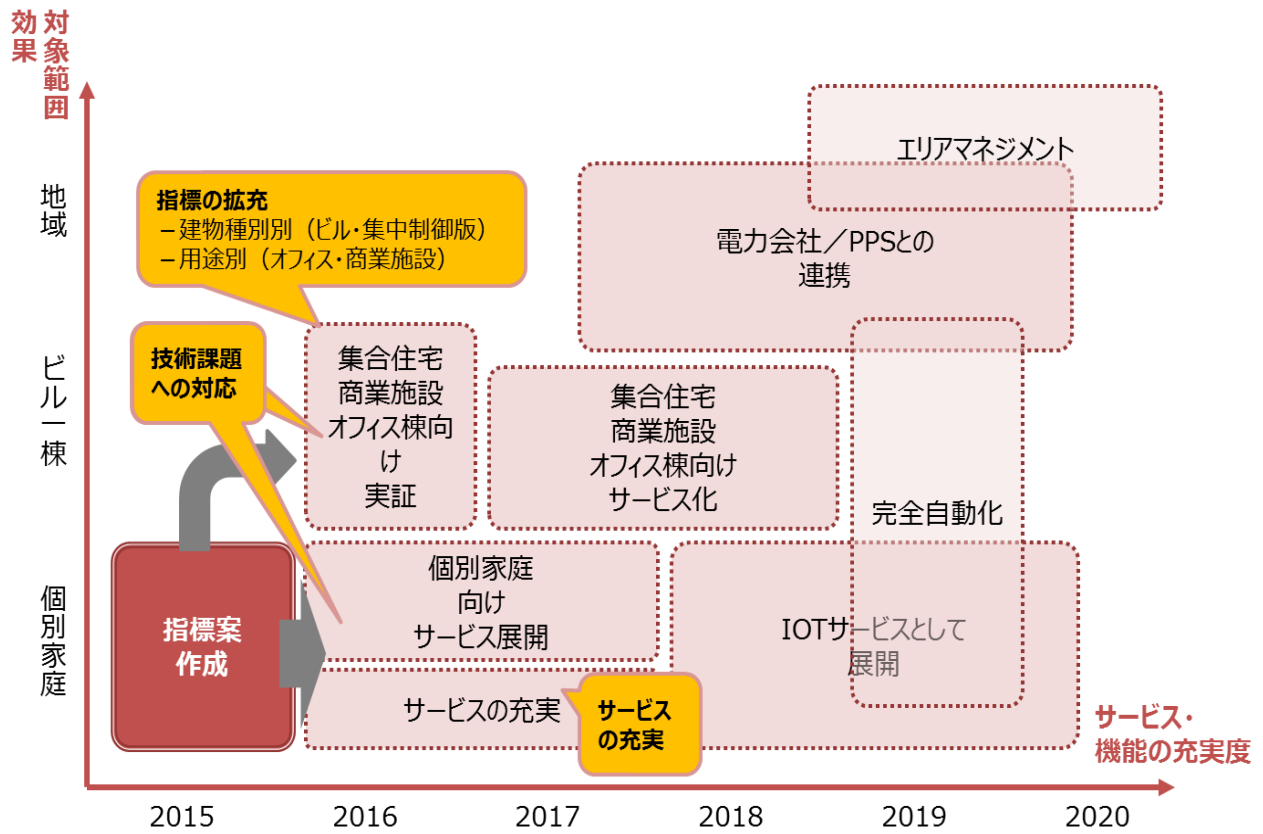 対象範囲
効果
地域
ビル一棟
個別家庭
エリアマネジメント
電力会社／PPSとの
連携
指標の拡充
－建物種別別（ビル・集中制御版）
－用途別（オフィス・商業施設）
技術課題
への対応
集合住宅
商業施設
オフィス棟向
け
実証
集合住宅
商業施設
オフィス棟向け
サービス化
完全自動化
指標案
作成
個別家庭
向け
サービス展開
IOTサービスとして
展開
サービスの充実
サービス
の充実
サービス・
機能の充実度
2015
2016
2017
2018
2019
2020